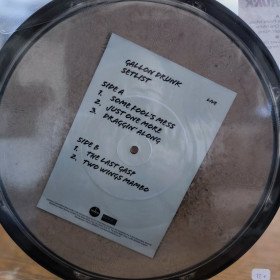 GALLON DRUNK
SETLIST
LIVE
SIDE A
1. SOME FOOL'S MESS
2. JUST ONE MORE
3. DRAGGIN' ALONG
SIDE B
1. THE LAST GASP
2. TWO WINGS MAMBO